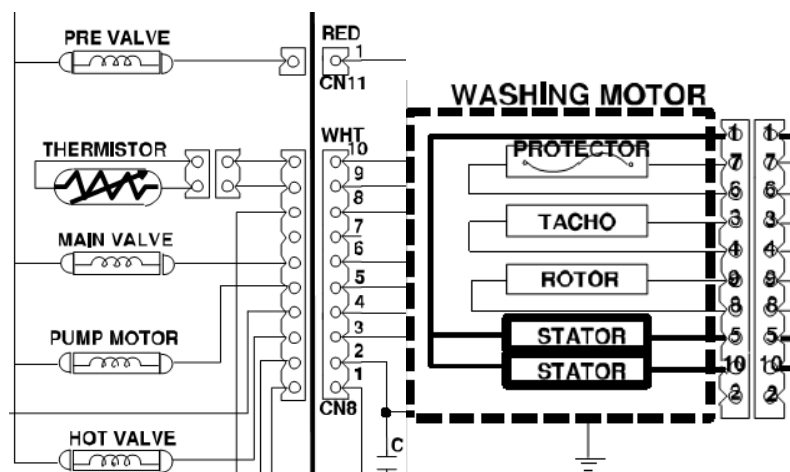 PRE VALVE
RED
1
CN11
THERMISTOR
WHT
10
9
8
7
6
5
4
3
2
1
CN8
MAIN VALVE
PUMP MOTOR
HOT VALVE
C
WASHING MOTOR
PROTECTOR
TACHO
ROTOR
STATOR
STATOR
1 1
7 7
6 6
3 3
4 4
9 9
8 8
5 5
10 10
2 2